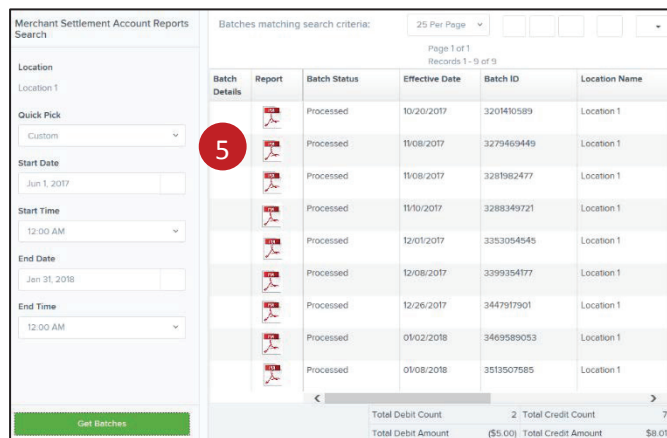 Merchant Settlement Account Reports
Search
Location
Location 1
Quick Pick
Custom
Start Date
Jun 1, 2017
Start Time
12:00 AM
End Date
Jan 31, 2018
End Time
12:00 AM
Get Batches
5
Batches matching search criteria:
25 Per Page
Page 1 of 1
Records 1 - 9 of 9
Batch Details Report Batch Status Effective Date Batch ID Location Name
Processed 10/20/2017 3201410589 Location 1
Processed 11/08/2017 3279469449 Location 1
Processed 11/08/2017 3281982477 Location 1
Processed 11/10/2017 3288349721 Location 1
Processed 12/01/2017 3353054545 Location 1
Processed 12/08/2017 3399354177 Location 1
Processed 12/26/2017 3447917901 Location 1
Processed 01/02/2018 3469589053 Location 1
Processed 01/08/2018 3513507585 Location 1
Total Debit Count 2 Total Credit Count 7
Total Debit Amount ($5.00) Total Credit Amount $8.01